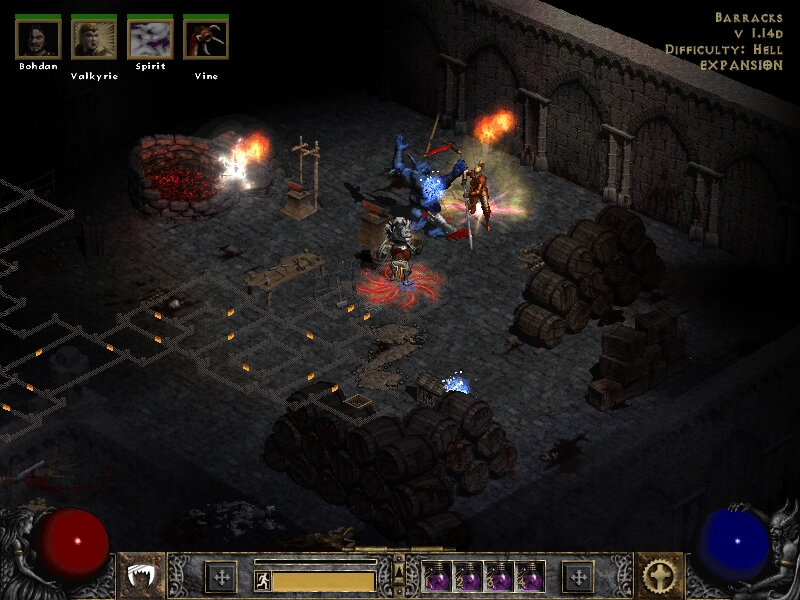 Bohdan
Valkyrie
Spirit
Vine
Barracks
v 1.14d
Difficulty: Hell
EXPANSION